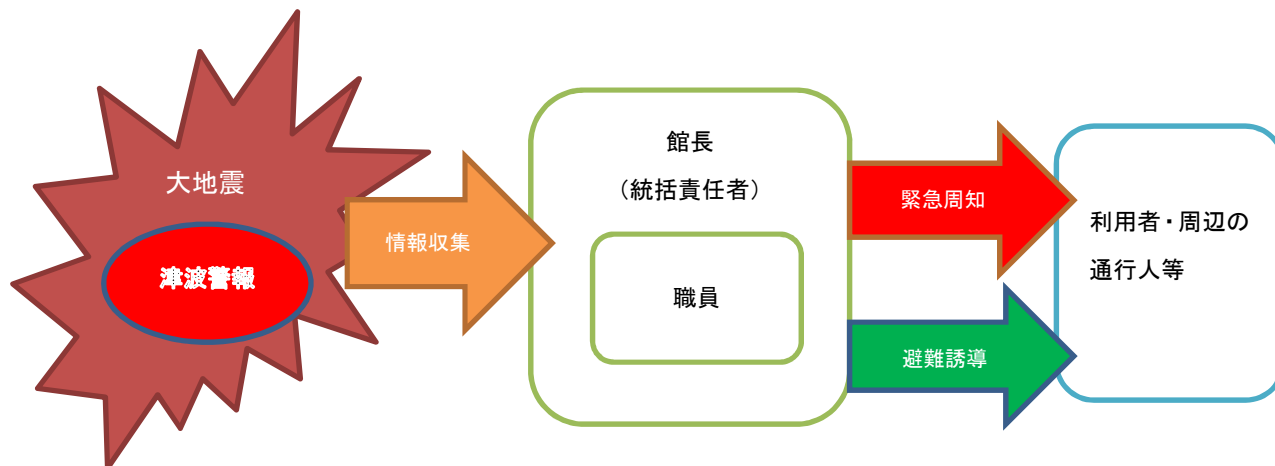 大地震
津波警報
情報収集
館長
（統括責任者）
職員
緊急周知
避難誘導
利用者・周辺の
通行人等